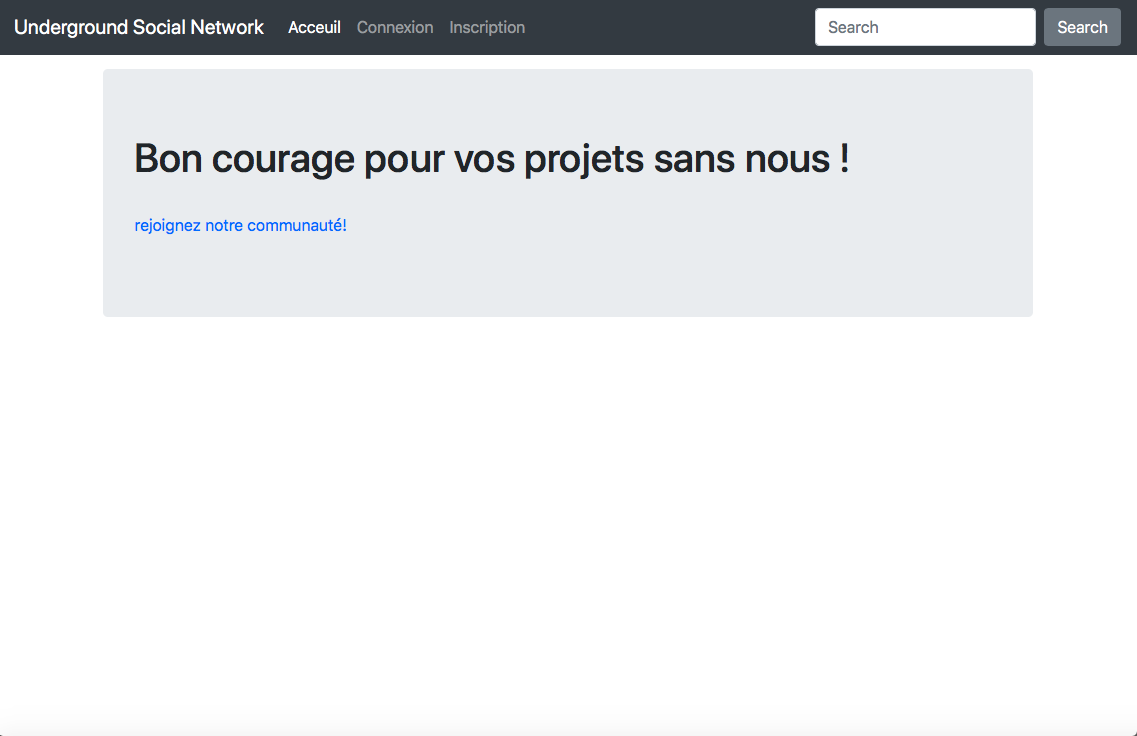 Underground Social Network Acceuil Connexion Inscription Search Search
Bon courage pour vos projets sans nous !
rejoignez notre communauté!